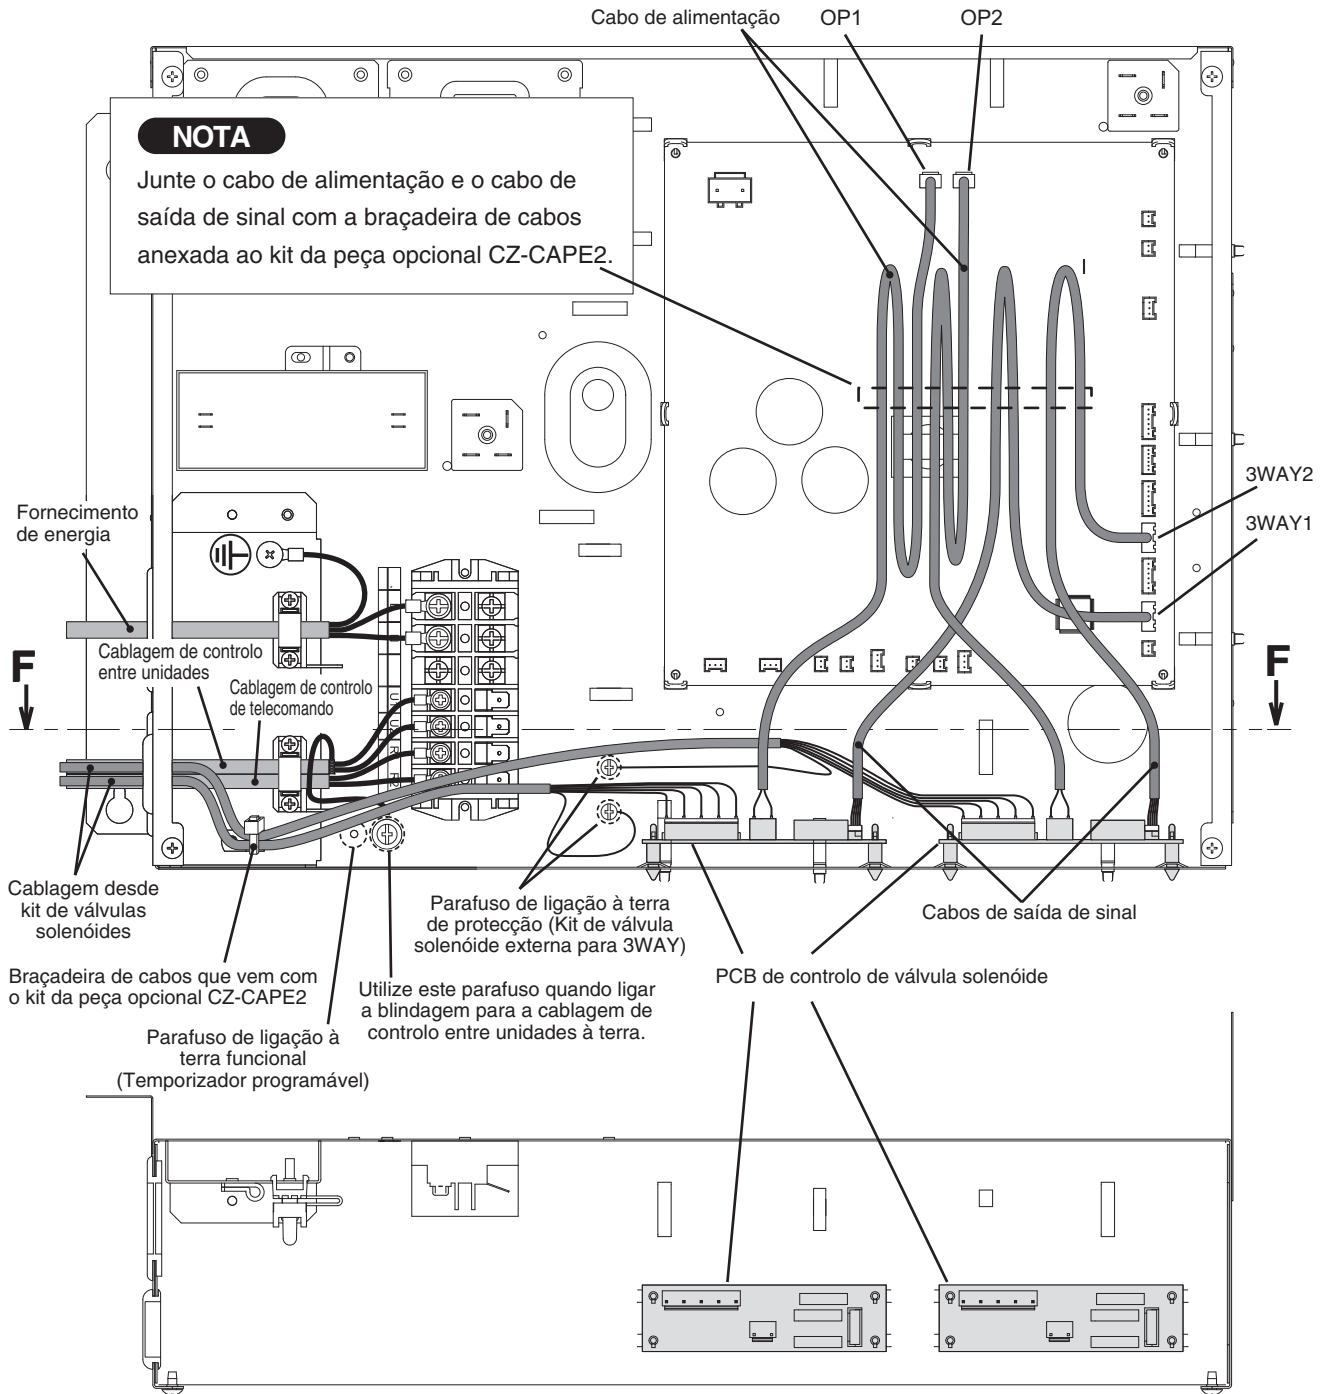 Cabo de alimentação
OP1
OP2
NOTA
Junte o cabo de alimentação e o cabo de
saída de sinal com a braçadeira de cabos
anexada ao kit da peça opcional CZ-CAPE2.
3WAY2
3WAY1
Fornecimento
de energia
Cablagem de controlo
entre unidades
Cablagem de controlo
de telecomando
F
F
U1
U2
R1
R2
Cablagem desde
kit de válvulas
solenóides
Parafuso de ligação à terra
de protecção (Kit de válvula
solenóide externa para 3WAY)
Cabos de saída de sinal
Braçadeira de cabos que vem com
o kit da peça opcional CZ-CAPE2
Utilize este parafuso quando ligar
a blindagem para a cablagem de
controlo entre unidades à terra.
PCB de controlo de válvula solenóide
Parafuso de ligação à
terra funcional
(Temporizador programável)